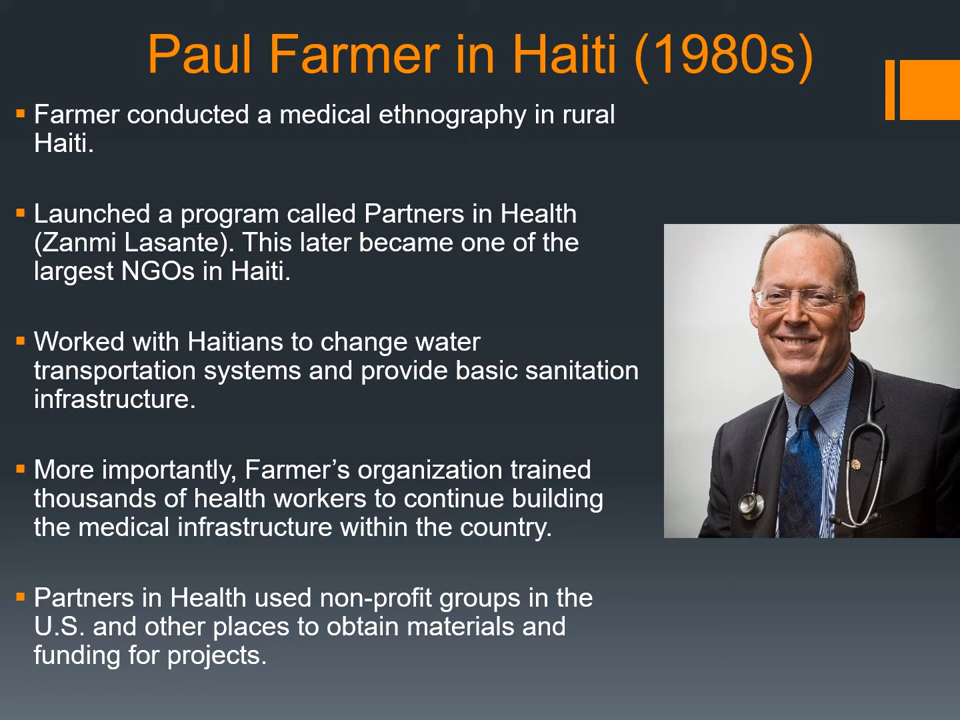 Paul Farmer in Haiti (1980s)
▪ Farmer conducted a medical ethnography in rural
Haiti.
▪ Launched a program called Partners in Health
(Zanmi Lasante). This later became one of the
largest NGOs in Haiti.
▪ Worked with Haitians to change water
transportation systems and provide basic sanitation
infrastructure.
▪ More importantly, Farmer’s organization trained
thousands of health workers to continue building
the medical infrastructure within the country.
▪ Partners in Health used non-profit groups in the
U.S. and other places to obtain materials and
funding for projects.